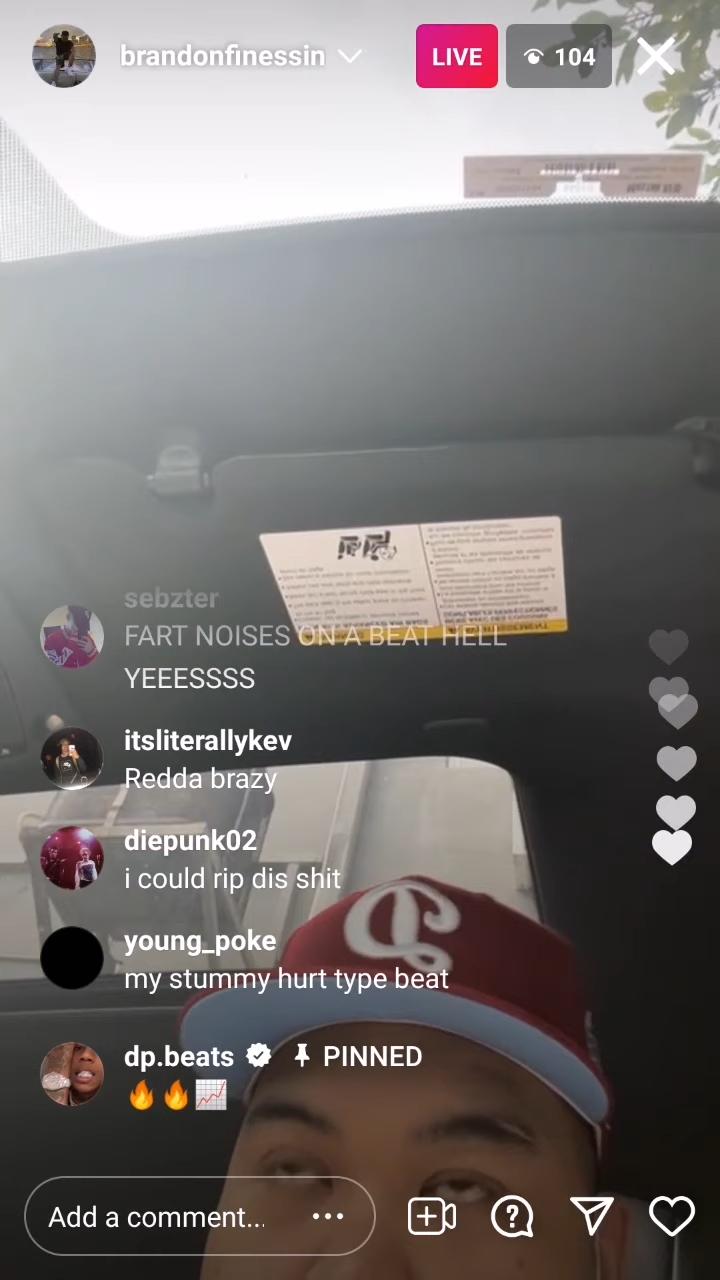 brandonfinessin
LIVE
104
sebzter
FART NOISES ON A BEAT HELL
YEEESSSS
itsliterallykev
Redda brazy
diepunk02
i could rip dis shit
young_poke
my stummy hurt type beat
dp.beats PINNED
🔥🔥📈
Add a comment...